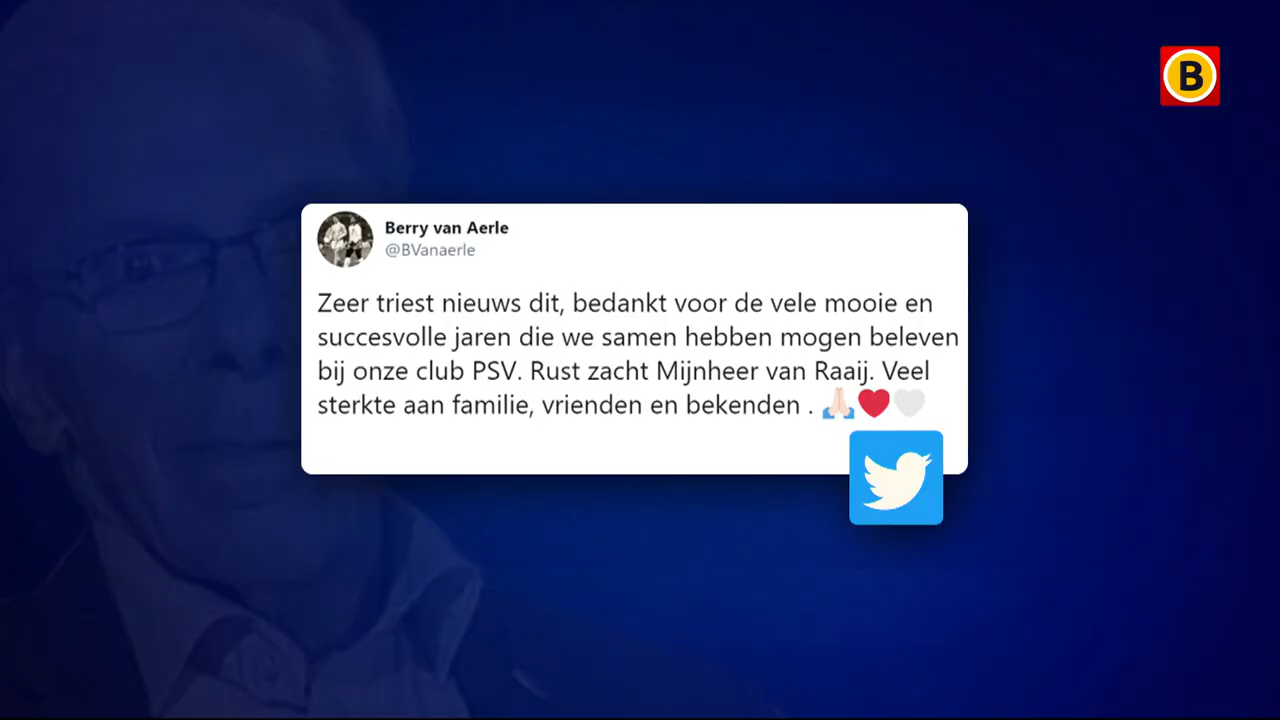 B
Berry van Aerle
@BVanaerle
Zeer triest nieuws dit, bedankt voor de vele mooie en
succesvolle jaren die we samen hebben mogen beleven
bij onze club PSV. Rust zacht Mijnheer van Raaij. Veel
sterkte aan familie, vrienden en bekenden . 🙏🏻❤️🤍